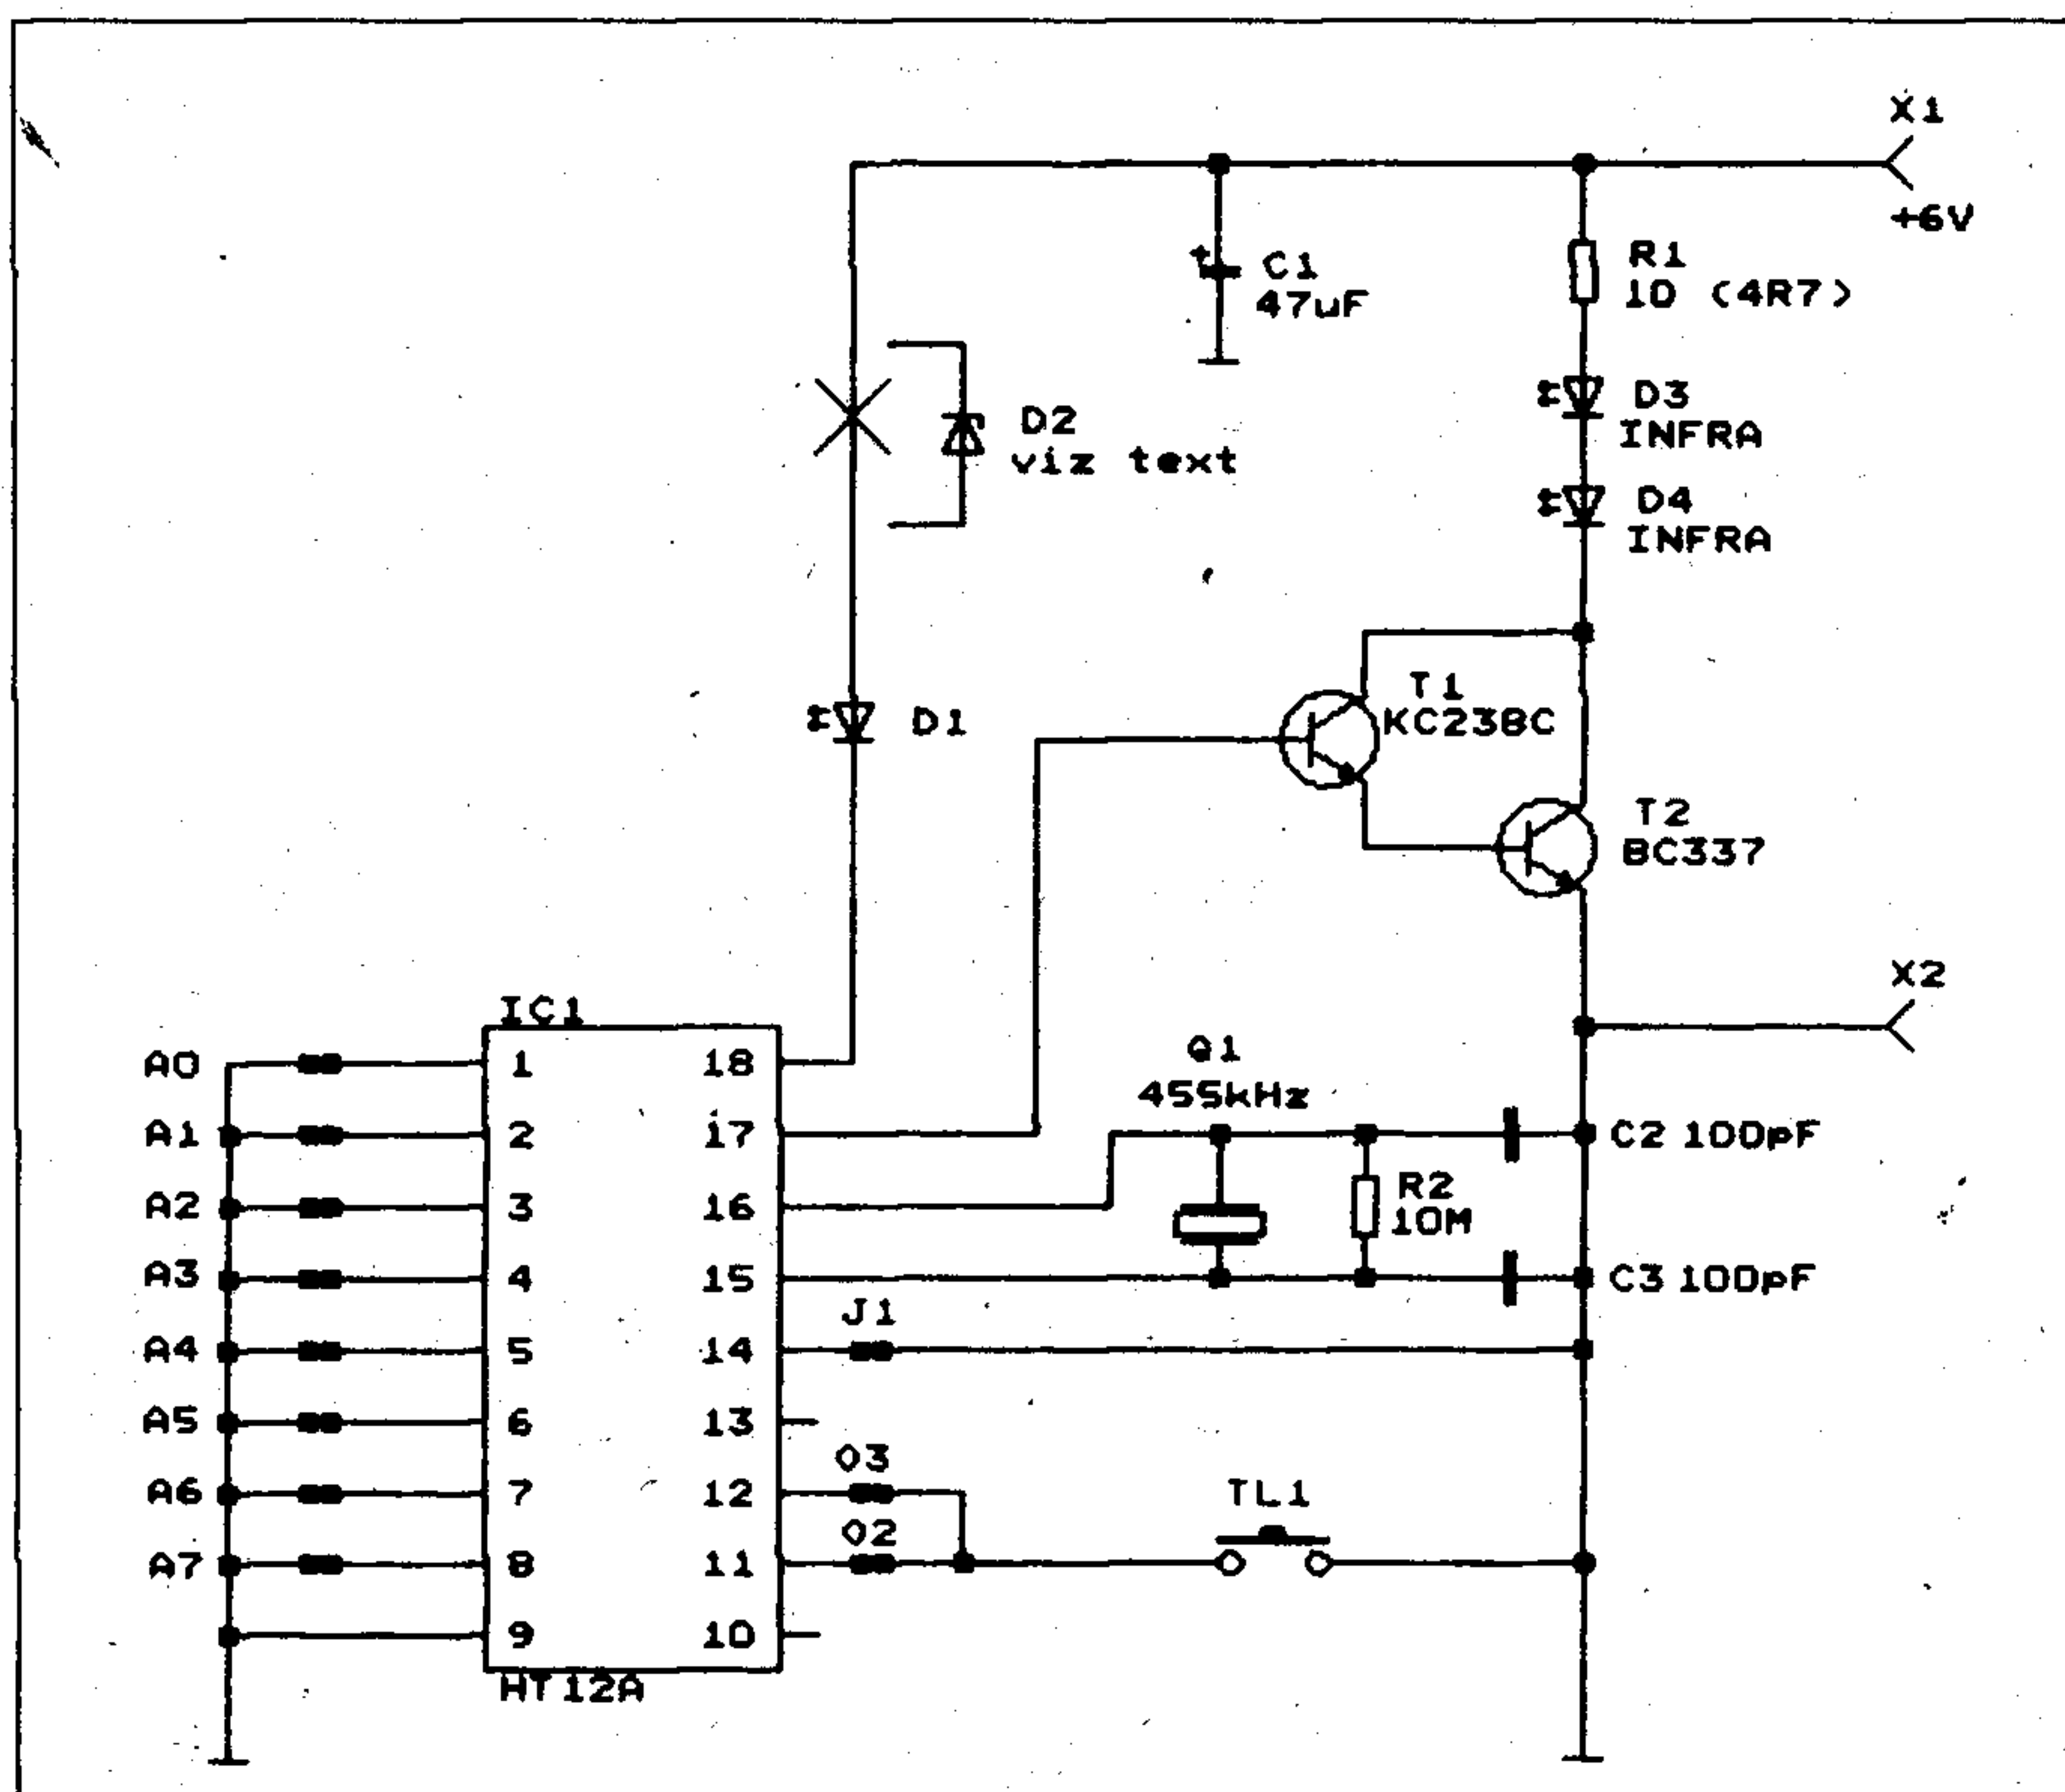 X1
+6V
C1
47uF
R1
10 (4R7)
D2
viz text
D3
INFRA
D4
INFRA
D1
T1
KC238C
T2
BC337
X2
IC1
Q1
455kHz
A0 1 18
A1 2 17
C2 100pF
A2 3 16
R2
10M
A3 4 15
C3 100pF
J1
A4 5 14
A5 6 13
O3
A6 7 12
TL1
O2
A7 8 11
9 10
HT12A